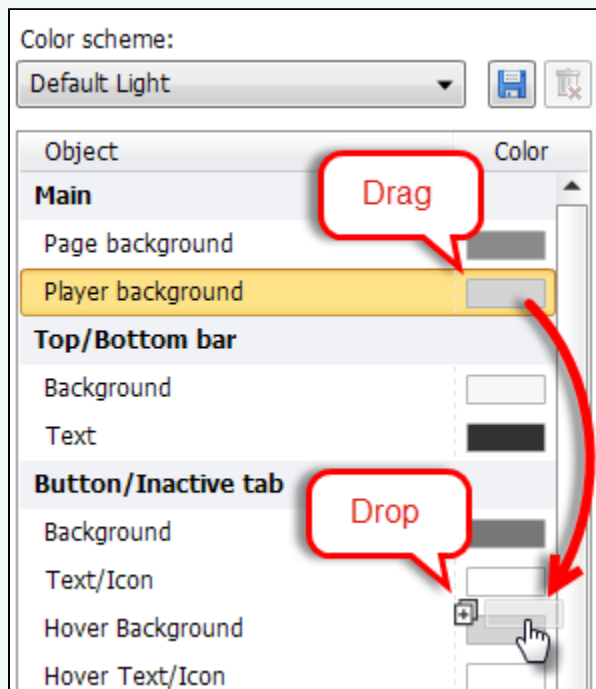 Color scheme:
Default Light
Object Color
Main
Drag
Page background
Player background
Top/Bottom bar
Background
Text
Button/Inactive tab
Drop
Background
Text/Icon
Hover Background
Hover Text/Icon